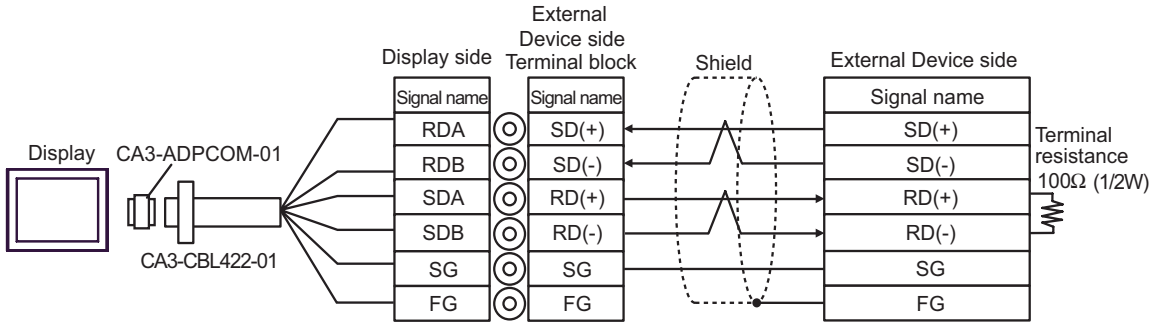 External
Device side
Terminal block
Display side
Shield
External Device side
Signal name
Signal name
Signal name
RDA
SD(+)
SD(+)
RDB
SD(-)
SD(-)
SDA
RD(+)
RD(+)
SDB
RD(-)
RD(-)
SG
SG
SG
FG
FG
FG
Display
CA3-ADPCOM-01
CA3-CBL422-01
Terminal
resistance
100Ω (1/2W)